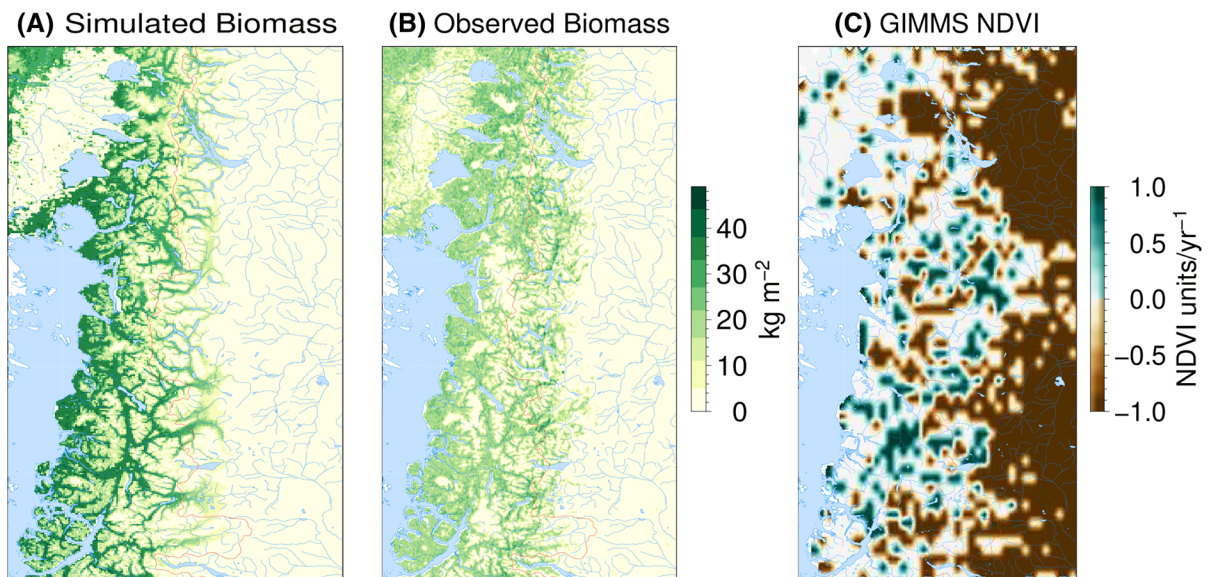 (A) Simulated Biomass
(B) Observed Biomass
(C) GIMMS NDVI
40
30
20
10
0
kg m⁻²
1.0
0.5
0.0
−0.5
−1.0
NDVI units/yr⁻¹